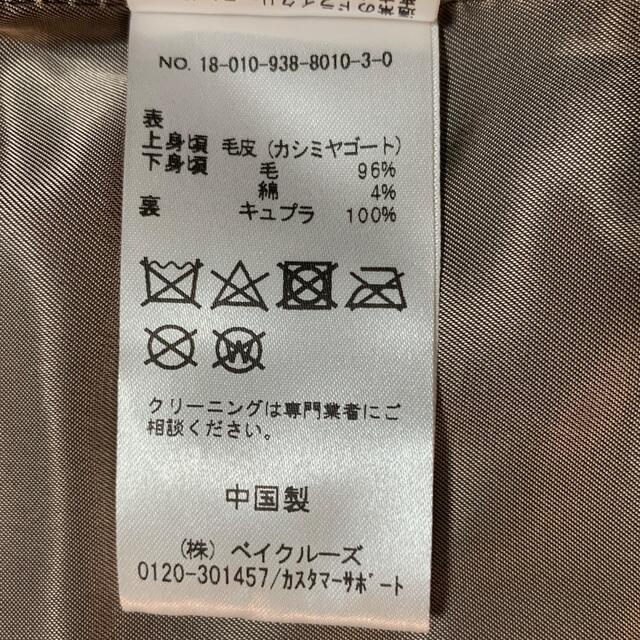 NO. 18-010-938-8010-3-0
表
上身頃 毛皮(カシミヤゴート)
下身頃 毛 96%
綿 4%
裏 キュプラ 100%
クリーニングは専門業者にご
相談ください。
中国製
(株) ベイクルーズ
0120-301457/カスタマーサポート